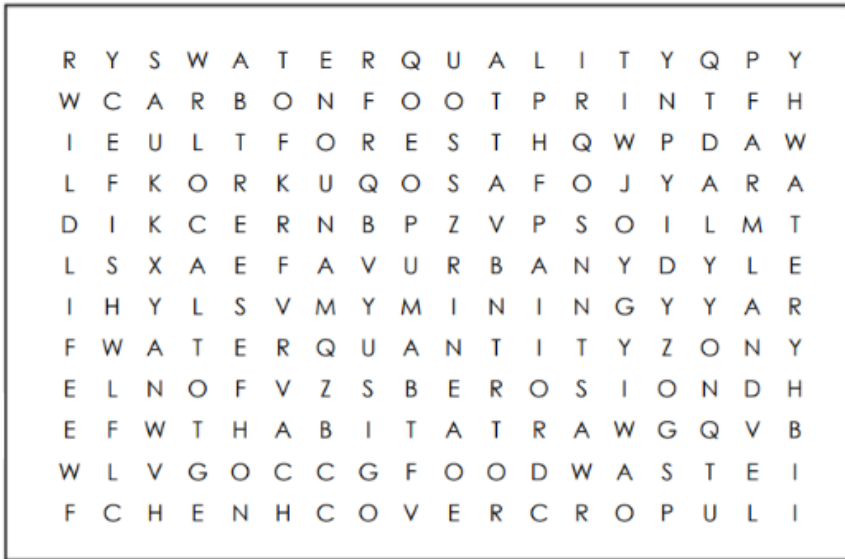 R Y S W A T E R Q U A L I T Y Q P Y
W C A R B O N F O O T P R I N T F H
I E U L T F O R E S T H Q W P D A W
L F K O R K U Q O S A F O J Y A R A
D I K C E R N B P Z V P S O I L M T
L S X A E F A V U R B A N Y D Y L E
I H Y L S V M Y M I N I N G Y Y A R
F W A T E R Q U A N T I T Y Z O N Y
E L N O F V Z S B E R O S I O N D H
E F W T H A B I T A T R A W G Q V B
W L V G O C C G F O O D W A S T E I
F C H E N H C O V E R C R O P U L I